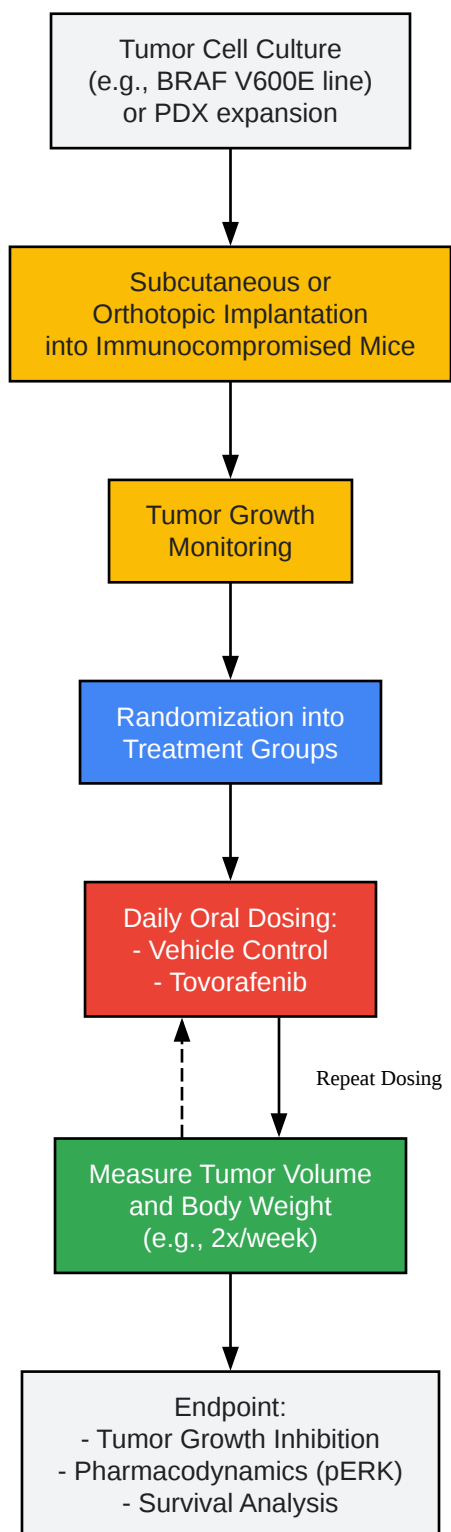 Tumor Cell Culture
(e.g., BRAF V600E line)
or PDX expansion
Subcutaneous or
Orthotopic Implantation
into Immunocompromised Mice
Tumor Growth
Monitoring
Randomization into
Treatment Groups
Daily Oral Dosing:
- Vehicle Control
- Tovorafenib
Repeat Dosing
Measure Tumor Volume
and Body Weight
(e.g., 2x/week)
Endpoint:
- Tumor Growth Inhibition
- Pharmacodynamics (pERK)
- Survival Analysis